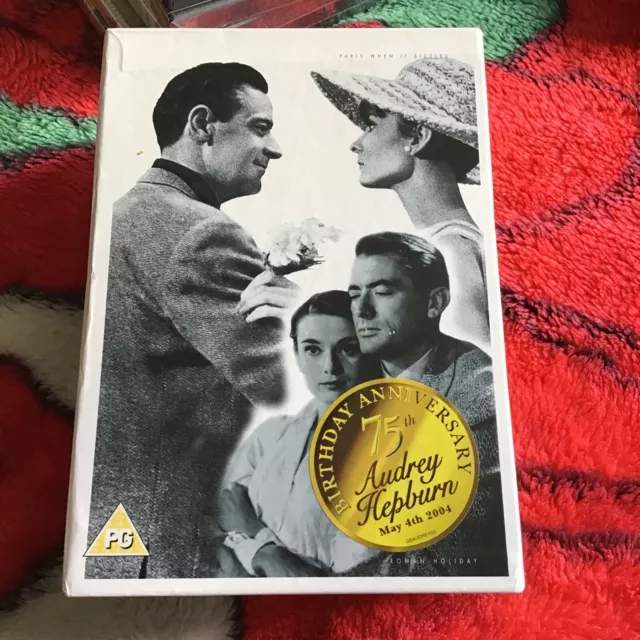 PARIS WHEN IT SIZZLES
BIRTHDAY ANNIVERSARY
75th
Audrey
Hepburn
May 4th 2004
PG
ROMAN HOLIDAY